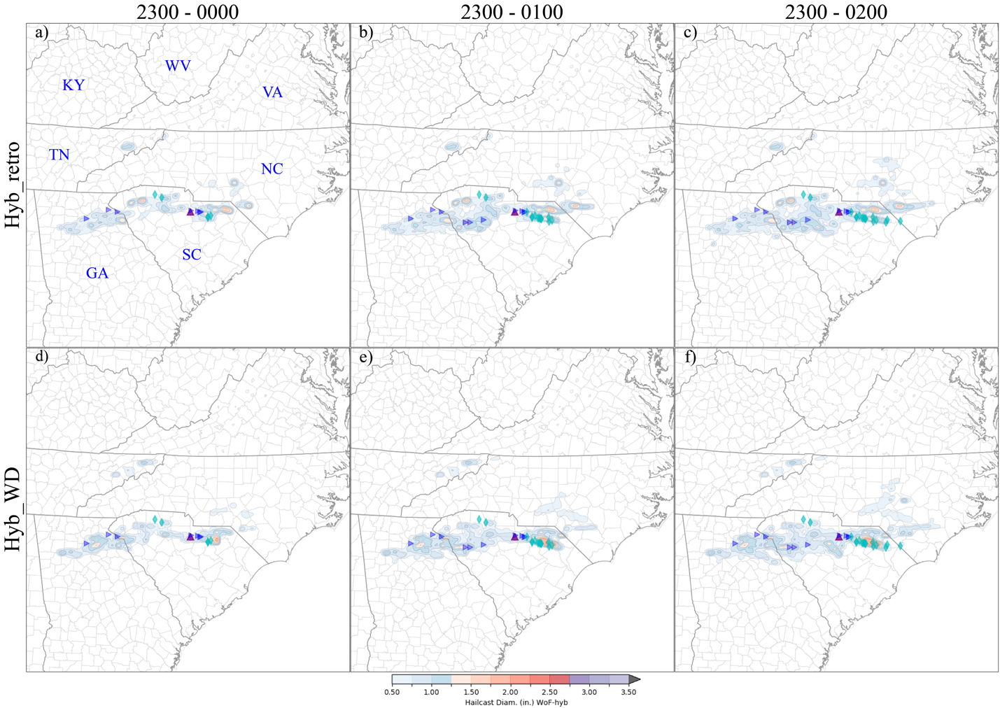 2300 - 0000
2300 - 0100
2300 - 0200
Hyb_retro
a)
b)
c)
WV
KY
VA
TN
NC
SC
GA
Hyb_WD
d)
e)
f)
0.50 1.00 1.50 2.00 2.50 3.00 3.50
Hailcast Diam. (in.) WoF-hyb